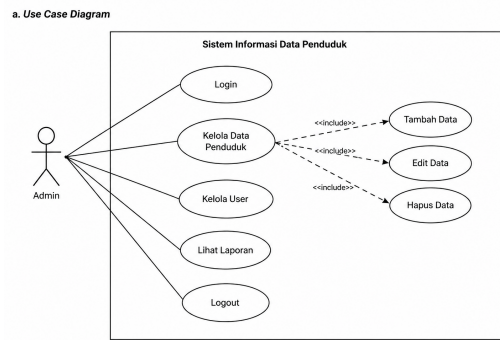 a. Use Case Diagram
Sistem Informasi Data Penduduk
Login
Kelola Data
Penduduk
Kelola User
Lihat Laporan
Logout
Admin
<<include>>
<<include>>
<<include>>
Tambah Data
Edit Data
Hapus Data